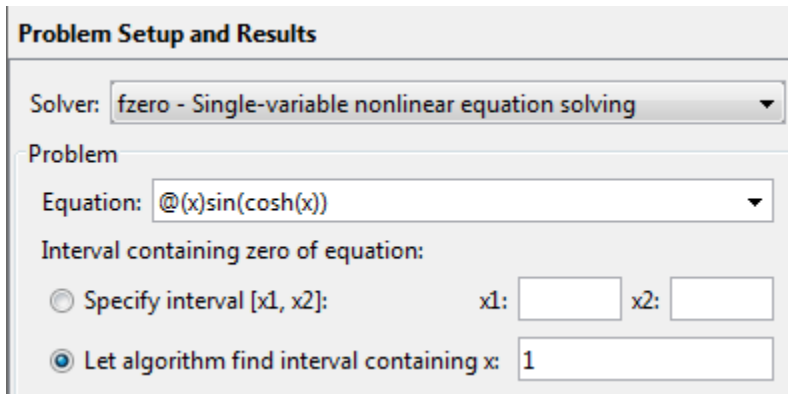 Problem Setup and Results
Solver: fzero - Single-variable nonlinear equation solving
Problem
Equation: @(x)sin(cosh(x))
Interval containing zero of equation:
Specify interval [x1, x2]: x1: x2:
Let algorithm find interval containing x: 1